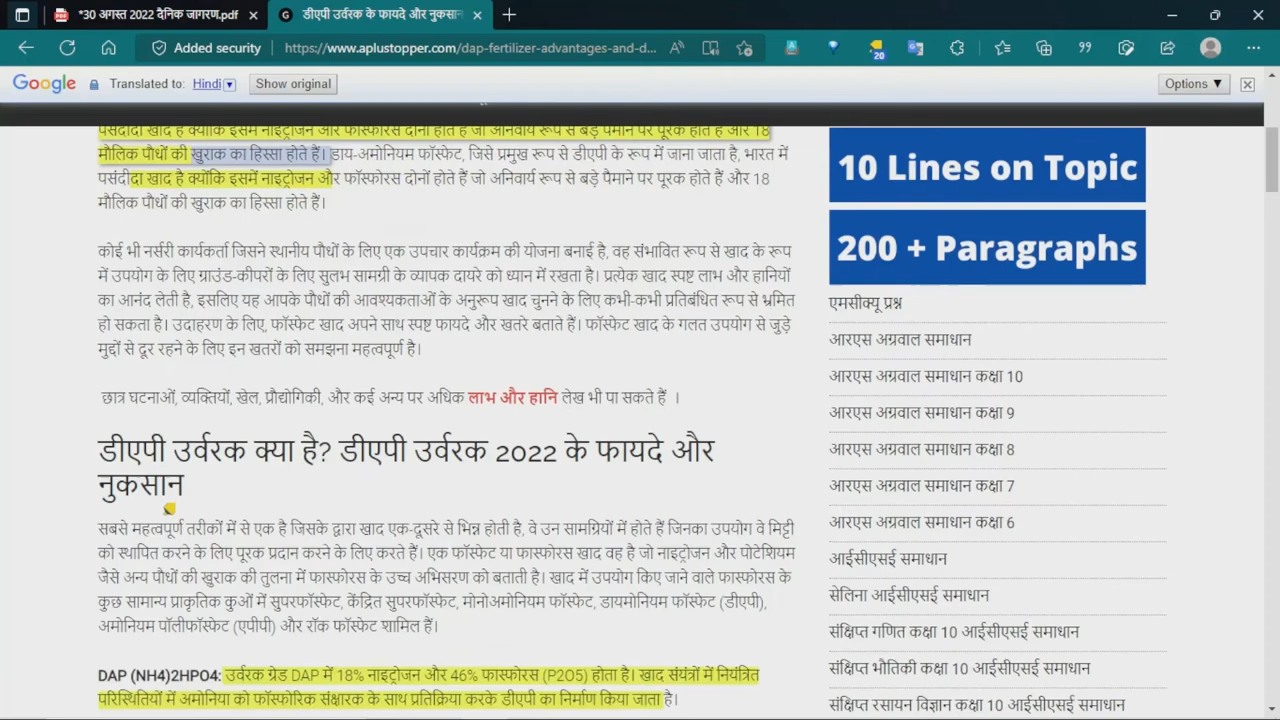 *30 अगस्त 2022 दैनिक जागरण.pdf
डीएपी उर्वरक के फायदे और नुकसान
Added security
https://www.aplustopper.com/dap-fertilizer-advantages-and-d...
20
Google
Translated to: Hindi
Show original
Options ▼
पसंदीदा खाद है क्योंकि इसमें नाइट्रोजन और फास्फोरस दोनों होते हैं जो अनिवार्य रूप से बड़े पैमाने पर पूरक होते हैं और 18
मौलिक पौधों की खुराक का हिस्सा होते हैं। डाय-अमोनियम फॉस्फेट, जिसे प्रमुख रूप से डीएपी के रूप में जाना जाता है, भारत में
पसंदीदा खाद है क्योंकि इसमें नाइट्रोजन और फास्फोरस दोनों होते हैं जो अनिवार्य रूप से बड़े पैमाने पर पूरक होते हैं और 18
मौलिक पौधों की खुराक का हिस्सा होते हैं।
कोई भी नर्सरी कार्यकर्ता जिसने स्थानीय पौधों के लिए एक उपचार कार्यक्रम की योजना बनाई है, वह संभावित रूप से खाद के रूप
में उपयोग के लिए ग्राउंड-कीपरों के लिए सुलभ सामग्री के व्यापक दायरे को ध्यान में रखता है। प्रत्येक खाद स्पष्ट लाभ और हानियों
का आनंद लेती है, इसलिए यह आपके पौधों की आवश्यकताओं के अनुरूप खाद चुनने के लिए कभी-कभी प्रतिबंधित रूप से भ्रमित
हो सकता है। उदाहरण के लिए, फॉस्फेट खाद अपने साथ स्पष्ट फायदे और खतरे बताते हैं। फॉस्फेट खाद के गलत उपयोग से जुड़े
मुद्दों से दूर रहने के लिए इन खतरों को समझना महत्वपूर्ण है।
छात्र घटनाओं, व्यक्तियों, खेल, प्रौद्योगिकी, और कई अन्य पर अधिक लाभ और हानि लेख भी पा सकते हैं ।
डीएपी उर्वरक क्या है? डीएपी उर्वरक 2022 के फायदे और
नुकसान
सबसे महत्वपूर्ण तरीकों में से एक है जिसके द्वारा खाद एक-दूसरे से भिन्न होती है, वे उन सामग्रियों में होते हैं जिनका उपयोग वे मिट्टी
को स्थापित करने के लिए पूरक प्रदान करने के लिए करते हैं। एक फॉस्फेट या फास्फोरस खाद वह है जो नाइट्रोजन और पोटेशियम
जैसे अन्य पौधों की खुराक की तुलना में फास्फोरस के उच्च अभिसरण को बताती है। खाद में उपयोग किए जाने वाले फास्फोरस के
कुछ सामान्य प्राकृतिक कुओं में सुपरफॉस्फेट, केंद्रित सुपरफॉस्फेट, मोनोअमोनियम फॉस्फेट, डायमोनियम फॉस्फेट (डीएपी),
अमोनियम पॉलीफॉस्फेट (एपीपी) और रॉक फॉस्फेट शामिल हैं।
DAP (NH4)2HPO4: उर्वरक ग्रेड DAP में 18% नाइट्रोजन और 46% फास्फोरस (P2O5) होता है। खाद संयंत्रों में नियंत्रित
परिस्थितियों में अमोनिया को फॉस्फोरिक संक्षारक के साथ प्रतिक्रिया करके डीएपी का निर्माण किया जाता है।
10 Lines on Topic
200 + Paragraphs
एमसीक्यू प्रश्न
आरएस अग्रवाल समाधान
आरएस अग्रवाल समाधान कक्षा 10
आरएस अग्रवाल समाधान कक्षा 9
आरएस अग्रवाल समाधान कक्षा 8
आरएस अग्रवाल समाधान कक्षा 7
आरएस अग्रवाल समाधान कक्षा 6
आईसीएसई समाधान
सेलिना आईसीएसई समाधान
संक्षिप्त गणित कक्षा 10 आईसीएसई समाधान
संक्षिप्त भौतिकी कक्षा 10 आईसीएसई समाधान
संक्षिप्त रसायन विज्ञान कक्षा 10 आईसीएसई समाधान